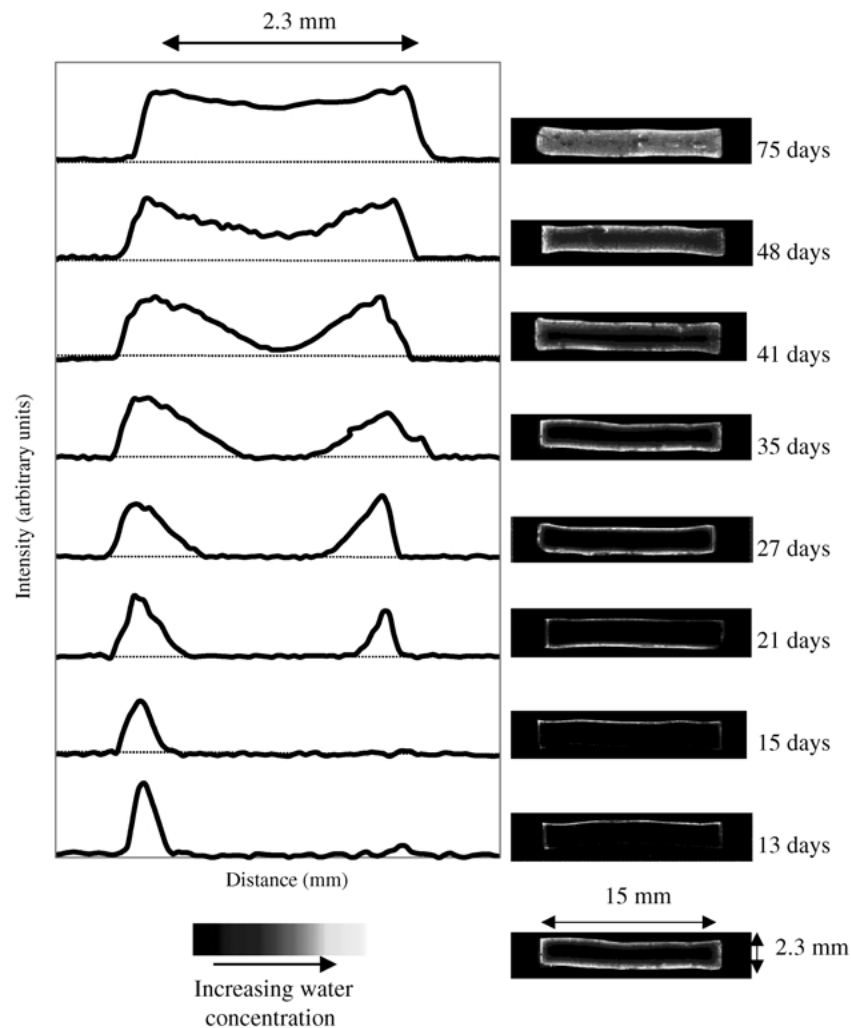 2.3 mm
75 days
48 days
41 days
35 days
27 days
21 days
15 days
13 days
Intensity (arbitrary units)
Distance (mm)
15 mm
2.3 mm
Increasing water
concentration